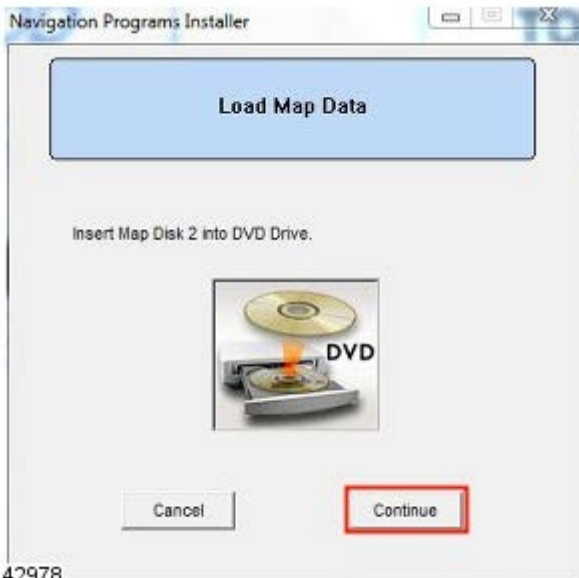 Navigation Programs Installer
Load Map Data
Insert Map Disk 2 into DVD Drive.
DVD
Cancel
Continue
42978